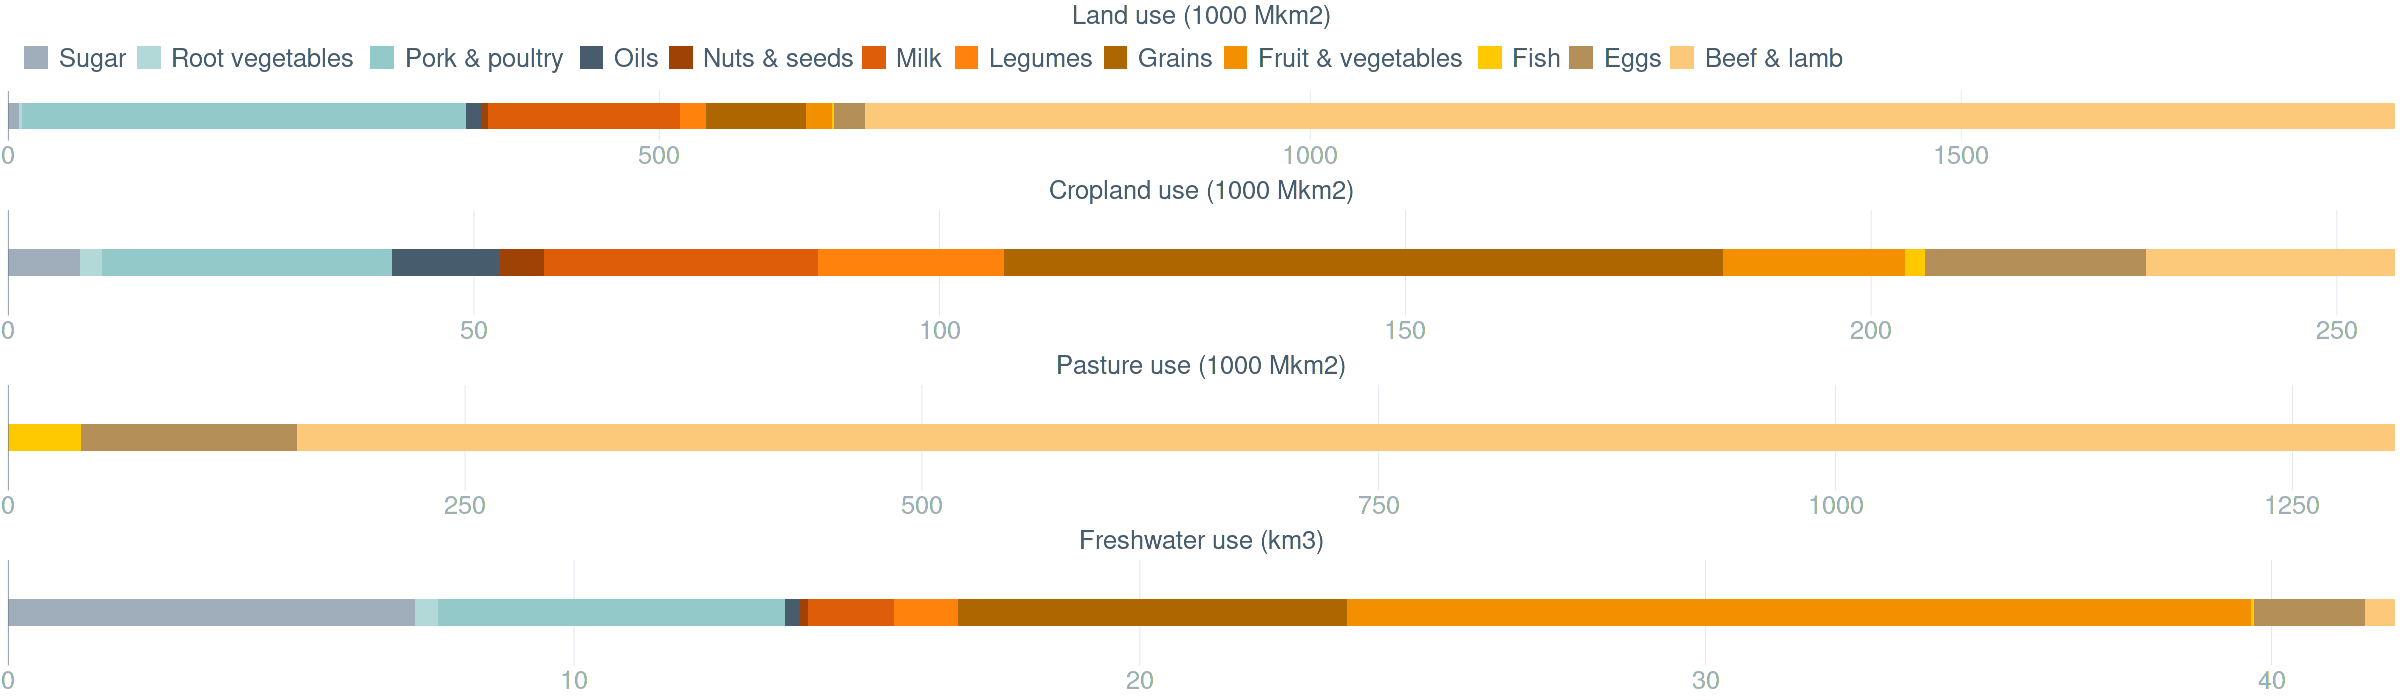 Land use (1000 Mkm2)
Sugar Root vegetables Pork & poultry Oils Nuts & seeds Milk Legumes Grains Fruit & vegetables Fish Eggs Beef & lamb
0 500 1000 1500
Cropland use (1000 Mkm2)
0 50 100 150 200 250
Pasture use (1000 Mkm2)
0 250 500 750 1000 1250
Freshwater use (km3)
0 10 20 30 40